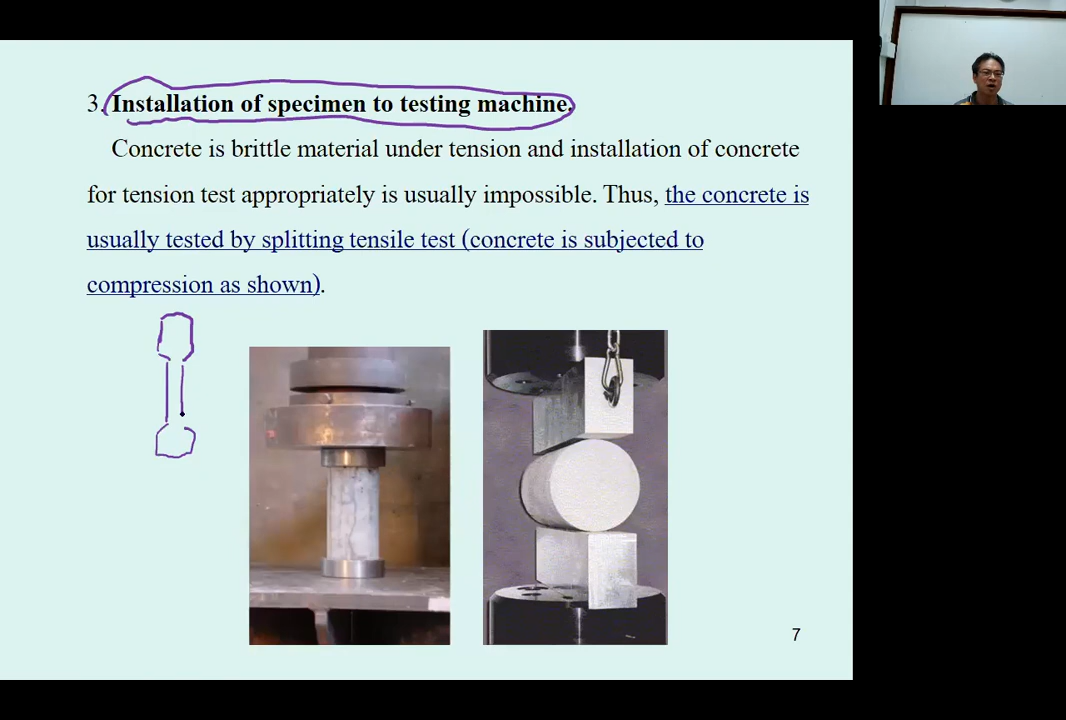 3. Installation of specimen to testing machine.
Concrete is brittle material under tension and installation of concrete
for tension test appropriately is usually impossible. Thus, the concrete is
usually tested by splitting tensile test (concrete is subjected to
compression as shown).
7